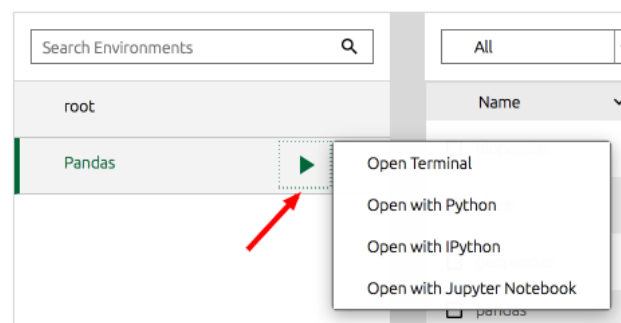 Search Environments
All
root
Name
Pandas
Open Terminal
Open with Python
Open with IPython
Open with Jupyter Notebook
pandas